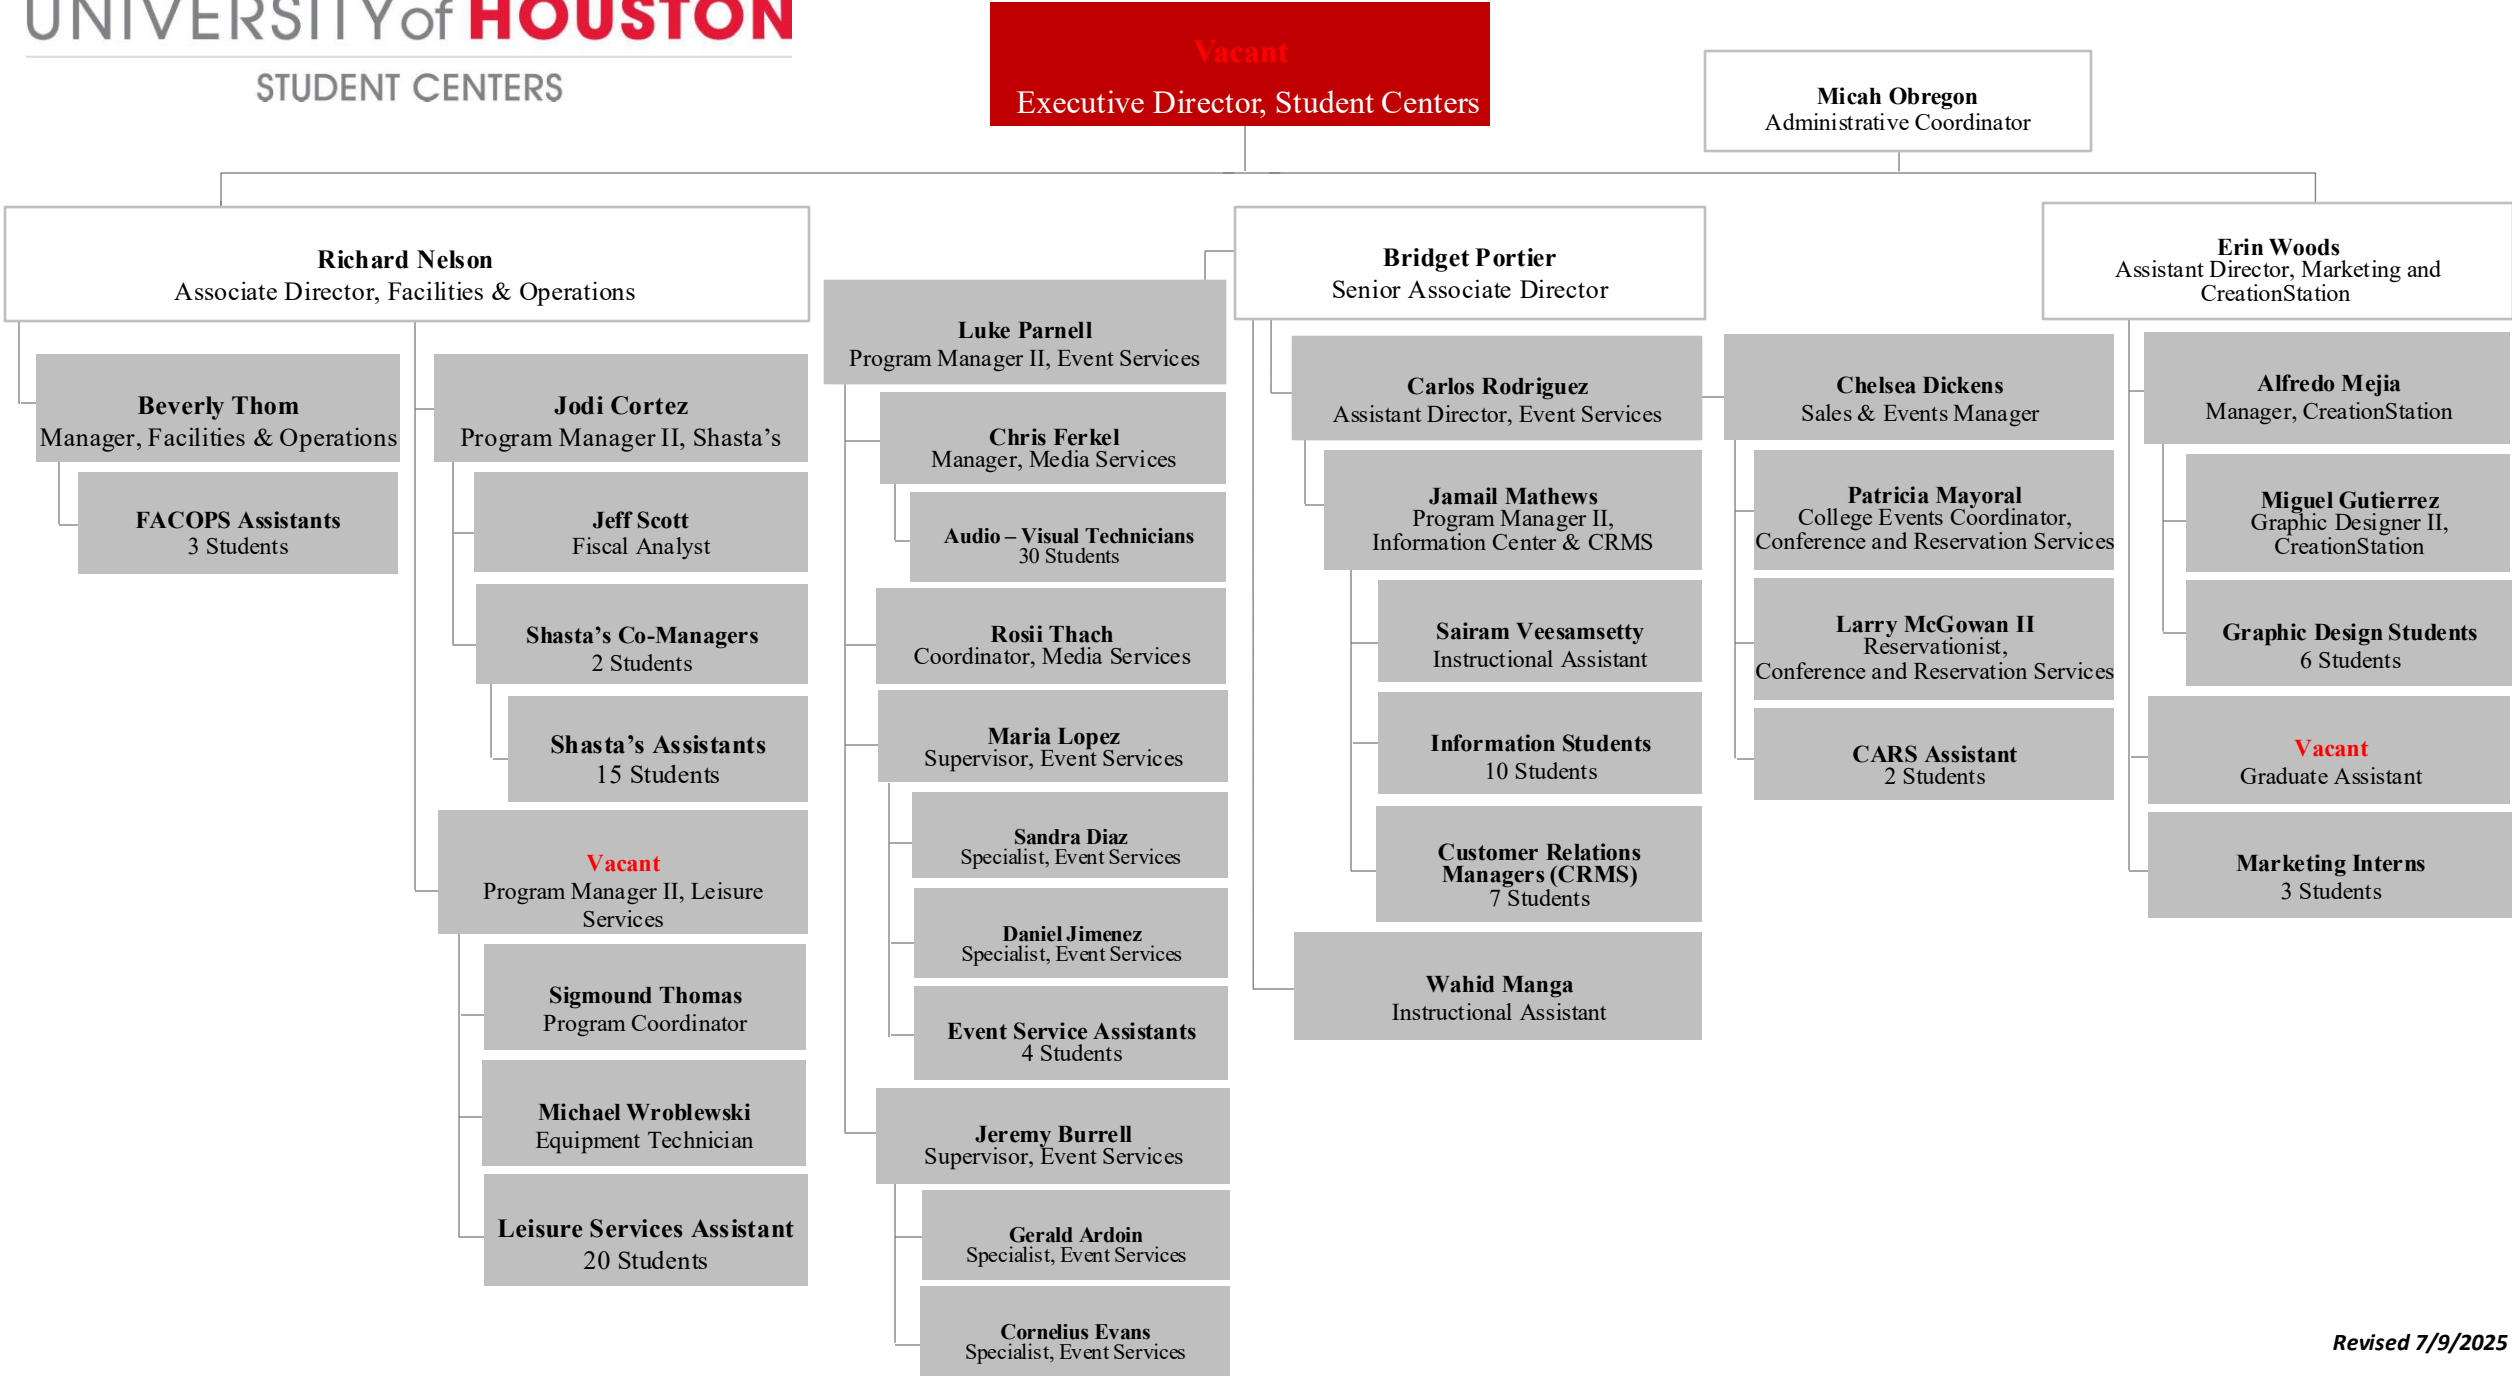 UNIVERSITY of HOUSTON
STUDENT CENTERS
Vacant
Executive Director, Student Centers
Micah Obregon
Administrative Coordinator
Richard Nelson
Associate Director, Facilities & Operations
Beverly Thom
Manager, Facilities & Operations
FACOPS Assistants
3 Students
Jodi Cortez
Program Manager II, Shasta’s
Jeff Scott
Fiscal Analyst
Shasta’s Co-Managers
2 Students
Shasta’s Assistants
15 Students
Vacant
Program Manager II, Leisure
Services
Sigmound Thomas
Program Coordinator
Michael Wroblewski
Equipment Technician
Leisure Services Assistant
20 Students
Bridget Portier
Senior Associate Director
Luke Parnell
Program Manager II, Event Services
Chris Ferkel
Manager, Media Services
Audio – Visual Technicians
30 Students
Rosii Thach
Coordinator, Media Services
Maria Lopez
Supervisor, Event Services
Sandra Diaz
Specialist, Event Services
Daniel Jimenez
Specialist, Event Services
Event Service Assistants
4 Students
Jeremy Burrell
Supervisor, Event Services
Gerald Ardoin
Specialist, Event Services
Cornelius Evans
Specialist, Event Services
Carlos Rodriguez
Assistant Director, Event Services
Jamail Mathews
Program Manager II,
Information Center & CRMS
Sairam Veesamsetty
Instructional Assistant
Information Students
10 Students
Customer Relations
Managers (CRMS)
7 Students
Wahid Manga
Instructional Assistant
Chelsea Dickens
Sales & Events Manager
Patricia Mayoral
College Events Coordinator,
Conference and Reservation Services
Larry McGowan II
Reservationist,
Conference and Reservation Services
CARS Assistant
2 Students
Erin Woods
Assistant Director, Marketing and
CreationStation
Alfredo Mejia
Manager, CreationStation
Miguel Gutierrez
Graphic Designer II,
CreationStation
Graphic Design Students
6 Students
Vacant
Graduate Assistant
Marketing Interns
3 Students
Revised 7/9/2025